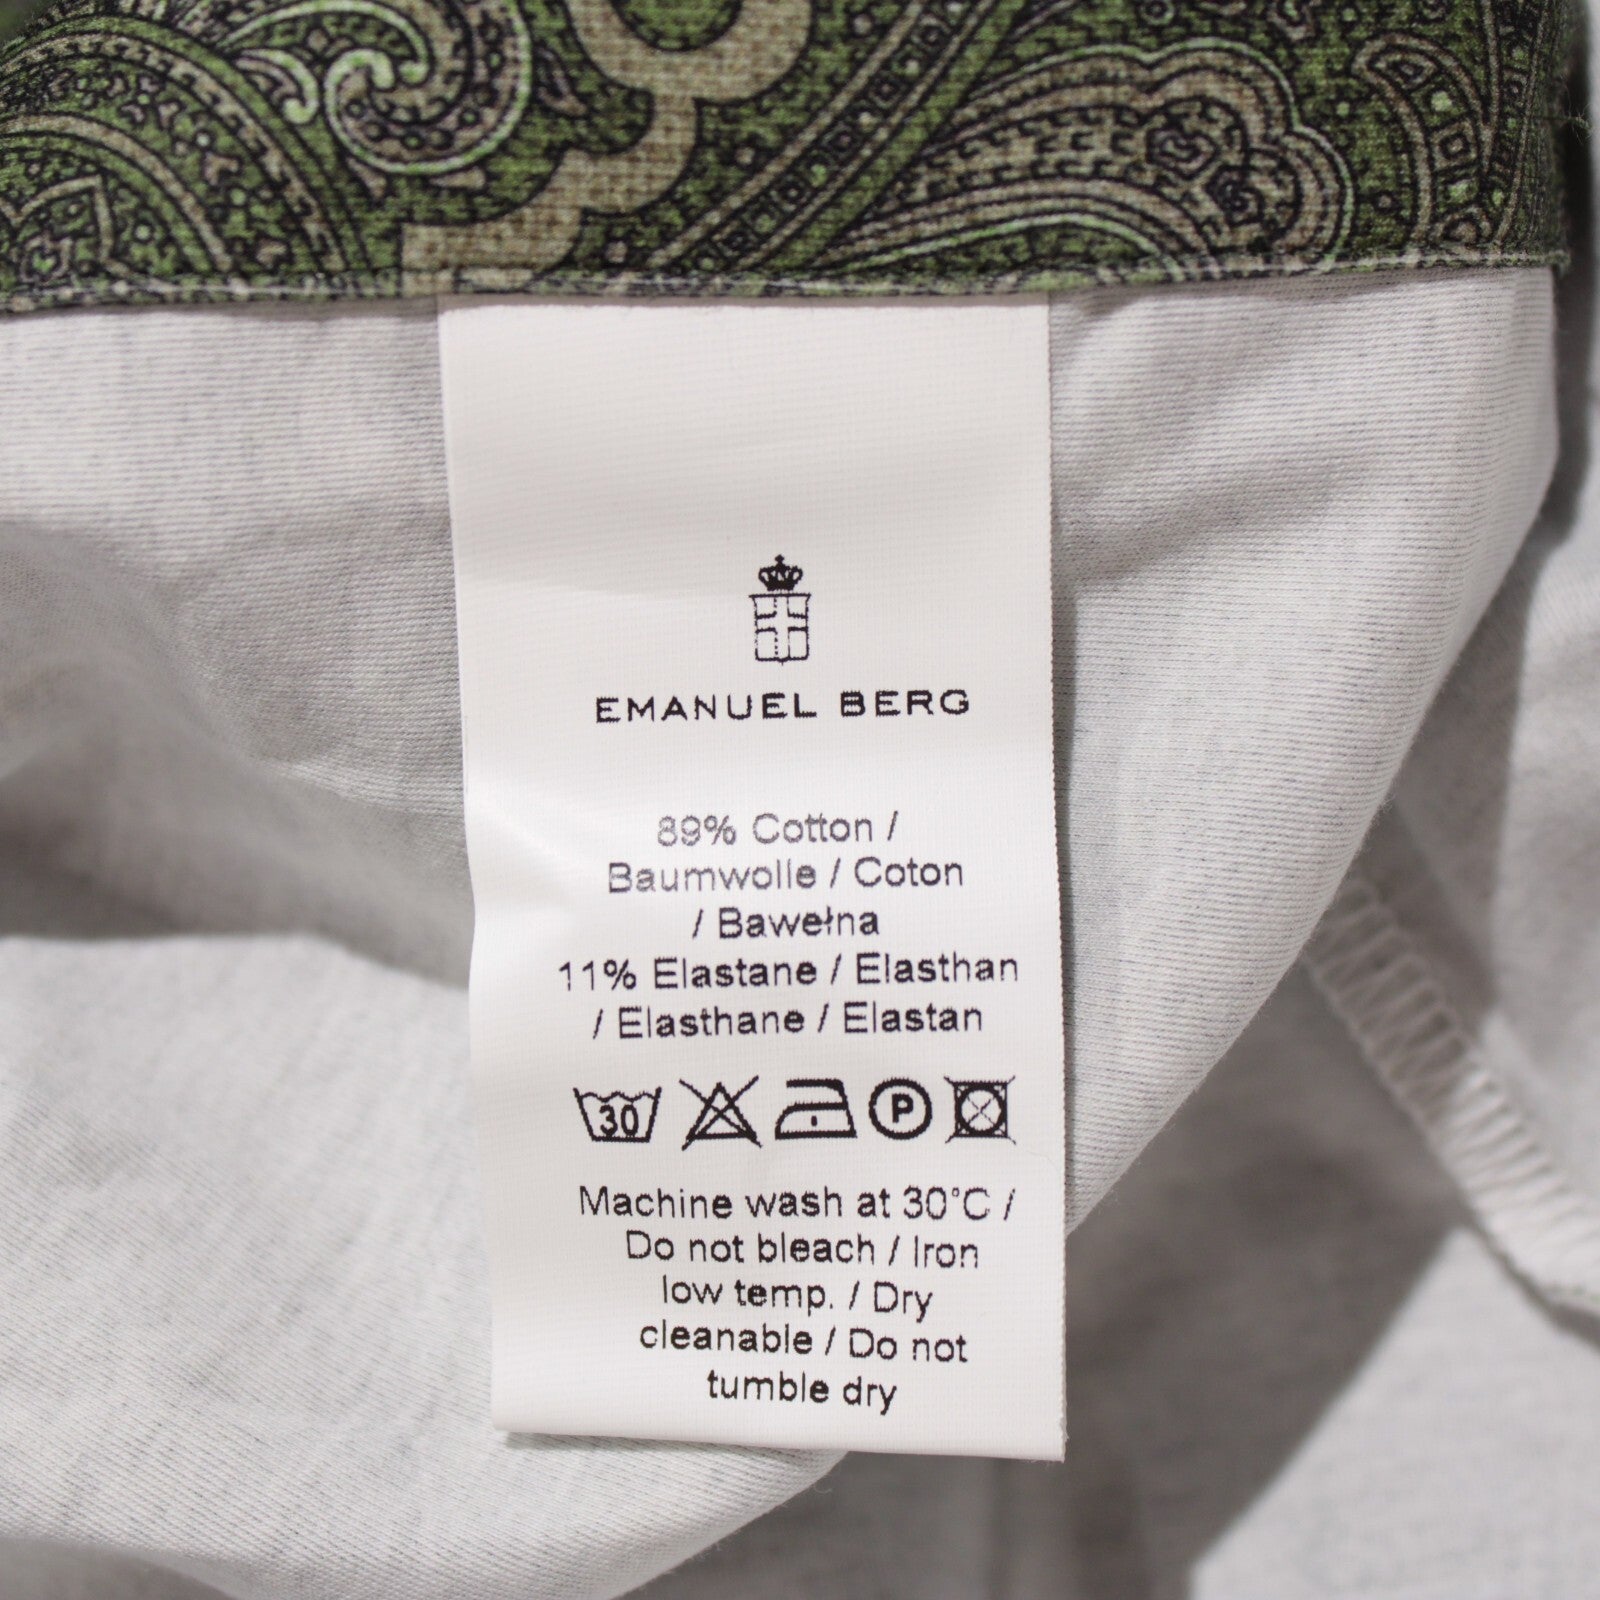 EMANUEL BERG
89% Cotton /
Baumwolle / Coton
/ Bawełna
11% Elastane / Elasthan
/ Elasthane / Elastan
30 P
Machine wash at 30°C /
Do not bleach / Iron
low temp. / Dry
cleanable / Do not
tumble dry